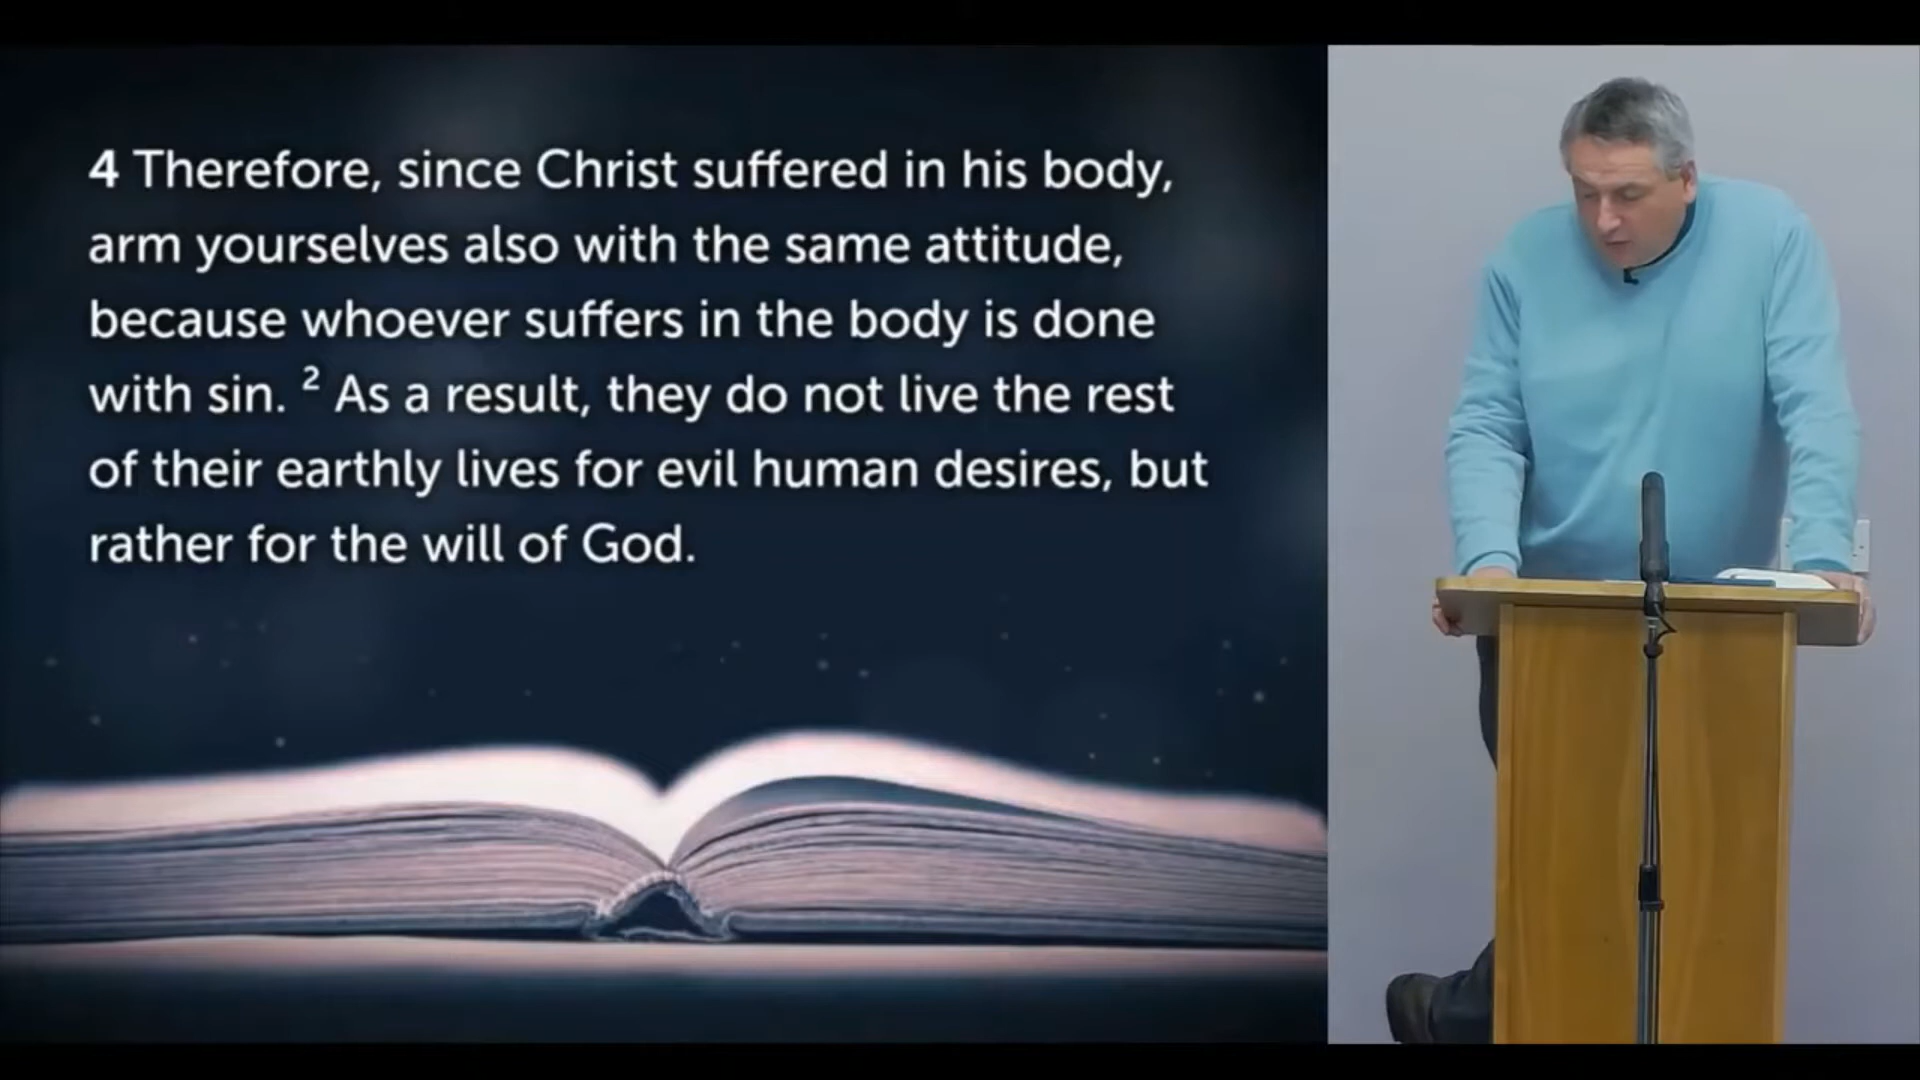 4 Therefore, since Christ suffered in his body,
arm yourselves also with the same attitude,
because whoever suffers in the body is done
with sin. ² As a result, they do not live the rest
of their earthly lives for evil human desires, but
rather for the will of God.